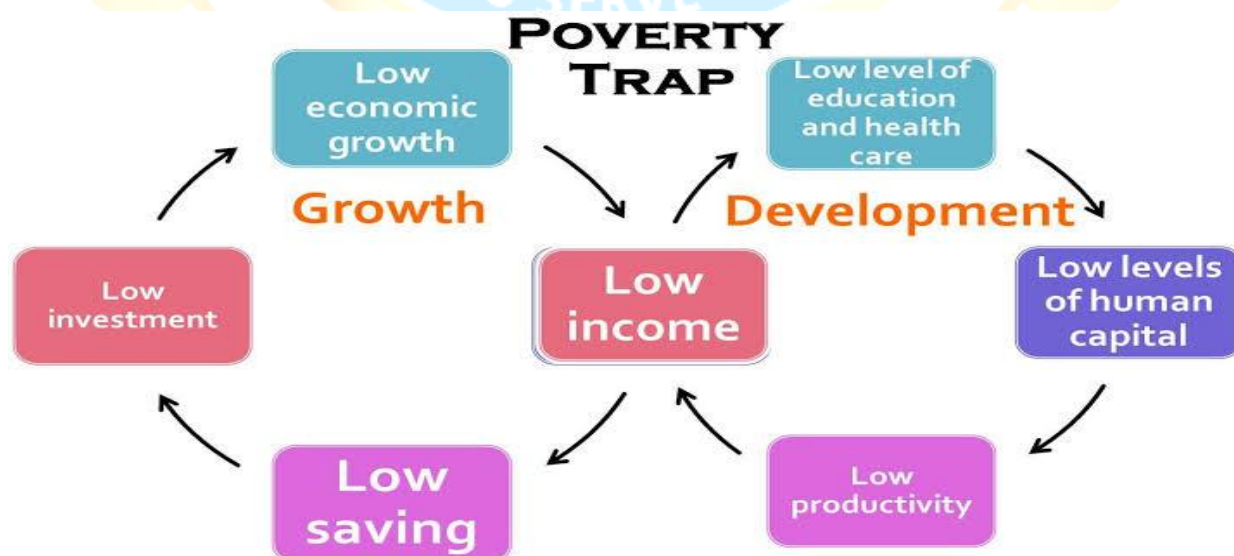 SERVE
POVERTY
TRAP
Low
economic
growth
Low level of
education
and health
care
Growth
Development
Low
investment
Low
income
Low levels
of human
capital
Low
saving
Low
productivity